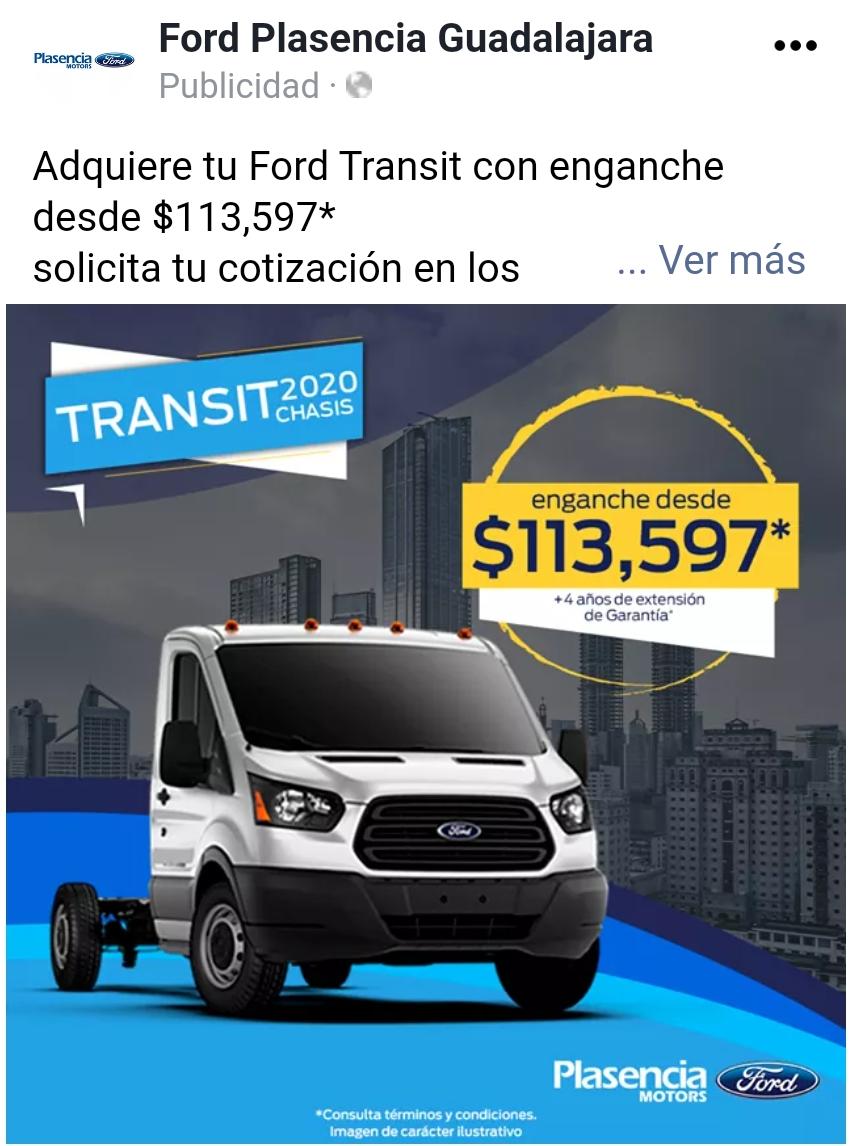 Plasencia
MOTORS
Ford
Ford Plasencia Guadalajara
Publicidad ·
Adquiere tu Ford Transit con enganche
desde $113,597*
solicita tu cotización en los ... Ver más
TRANSIT 2020
CHASIS
enganche desde
$113,597*
+4 años de extensión
de Garantía*
Ford
Plasencia
MOTORS
Ford
*Consulta términos y condiciones.
Imagen de carácter ilustrativo